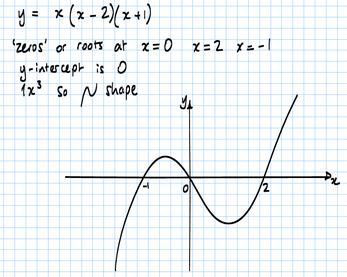 y = x(x-2)(x+1)
'zeros' or roots at x=0 x=2 x=-1
y-intercept is 0
1x³ so N shape
y
-1 0 2 x